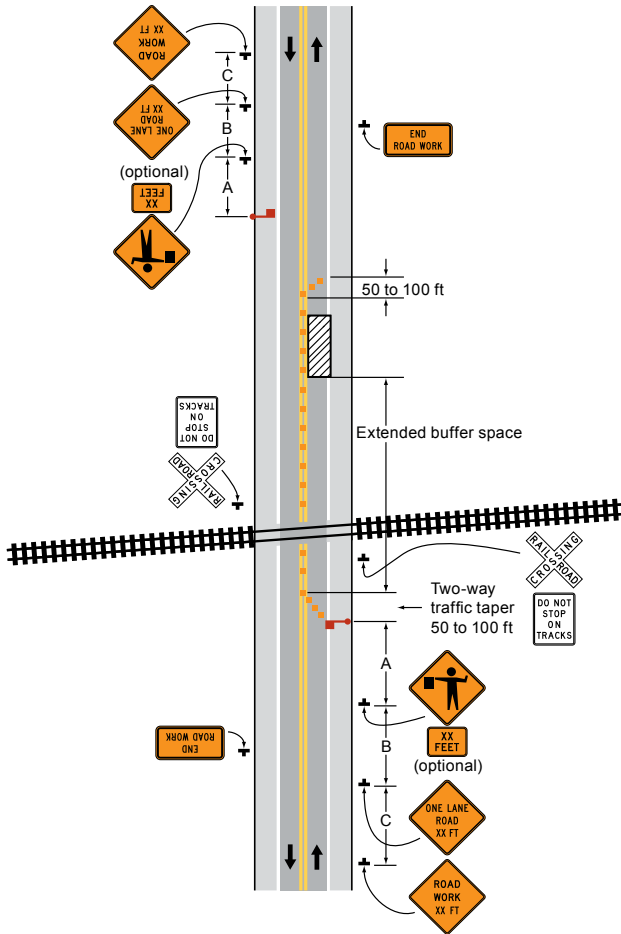 ROAD
WORK
XX FT
C
ONE LANE
ROAD
XX FT
B
(optional)
XX
FEET
A
END
ROAD WORK
50 to 100 ft
DO NOT
STOP
ON
TRACKS
RAILROAD
CROSSING
Extended buffer space
RAILROAD
CROSSING
DO NOT
STOP
ON
TRACKS
Two-way
traffic taper
50 to 100 ft
A
XX
FEET
(optional)
B
END
ROAD WORK
ONE LANE
ROAD
XX FT
C
ROAD
WORK
XX FT